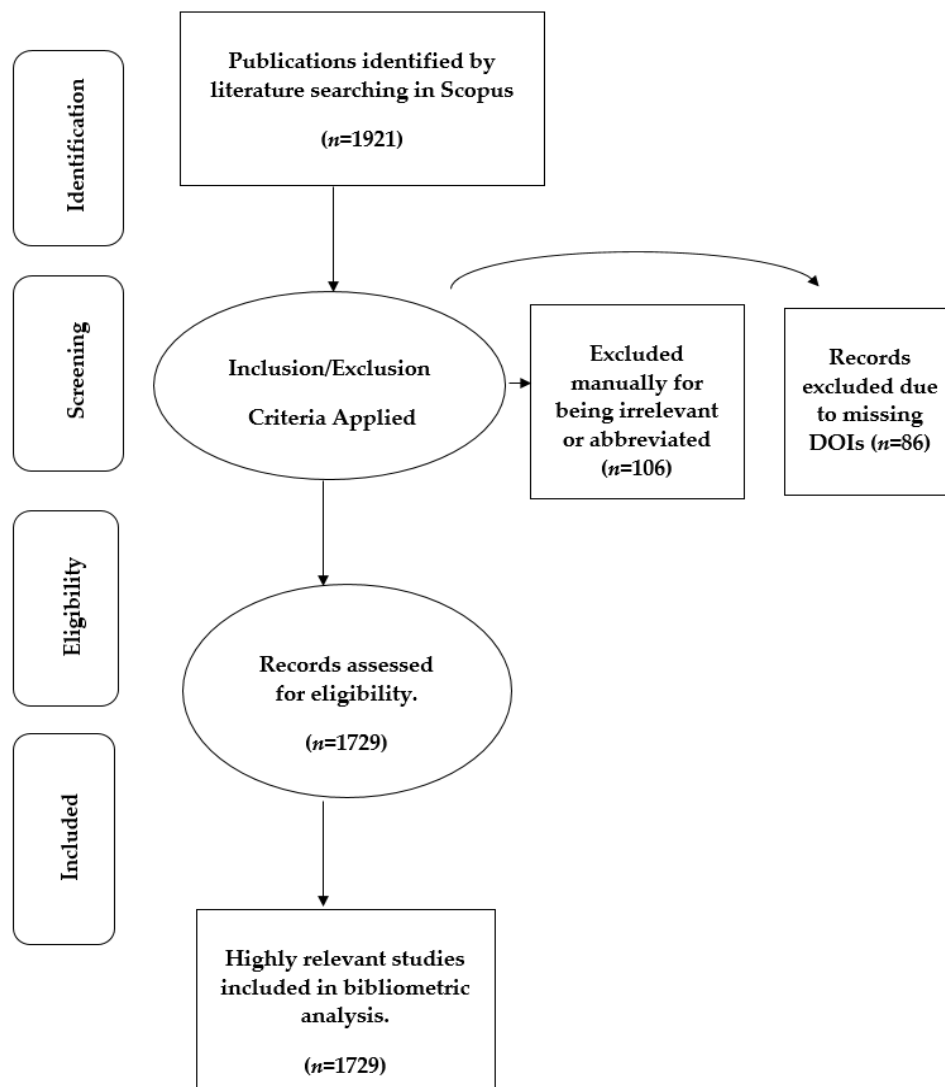 Identification
Publications identified by
literature searching in Scopus
(n=1921)
Screening
Inclusion/Exclusion
Criteria Applied
Excluded
manually for
being irrelevant
or abbreviated
(n=106)
Records
excluded due
to missing
DOIs (n=86)
Eligibility
Records assessed
for eligibility.
(n=1729)
Included
Highly relevant studies
included in bibliometric
analysis.
(n=1729)